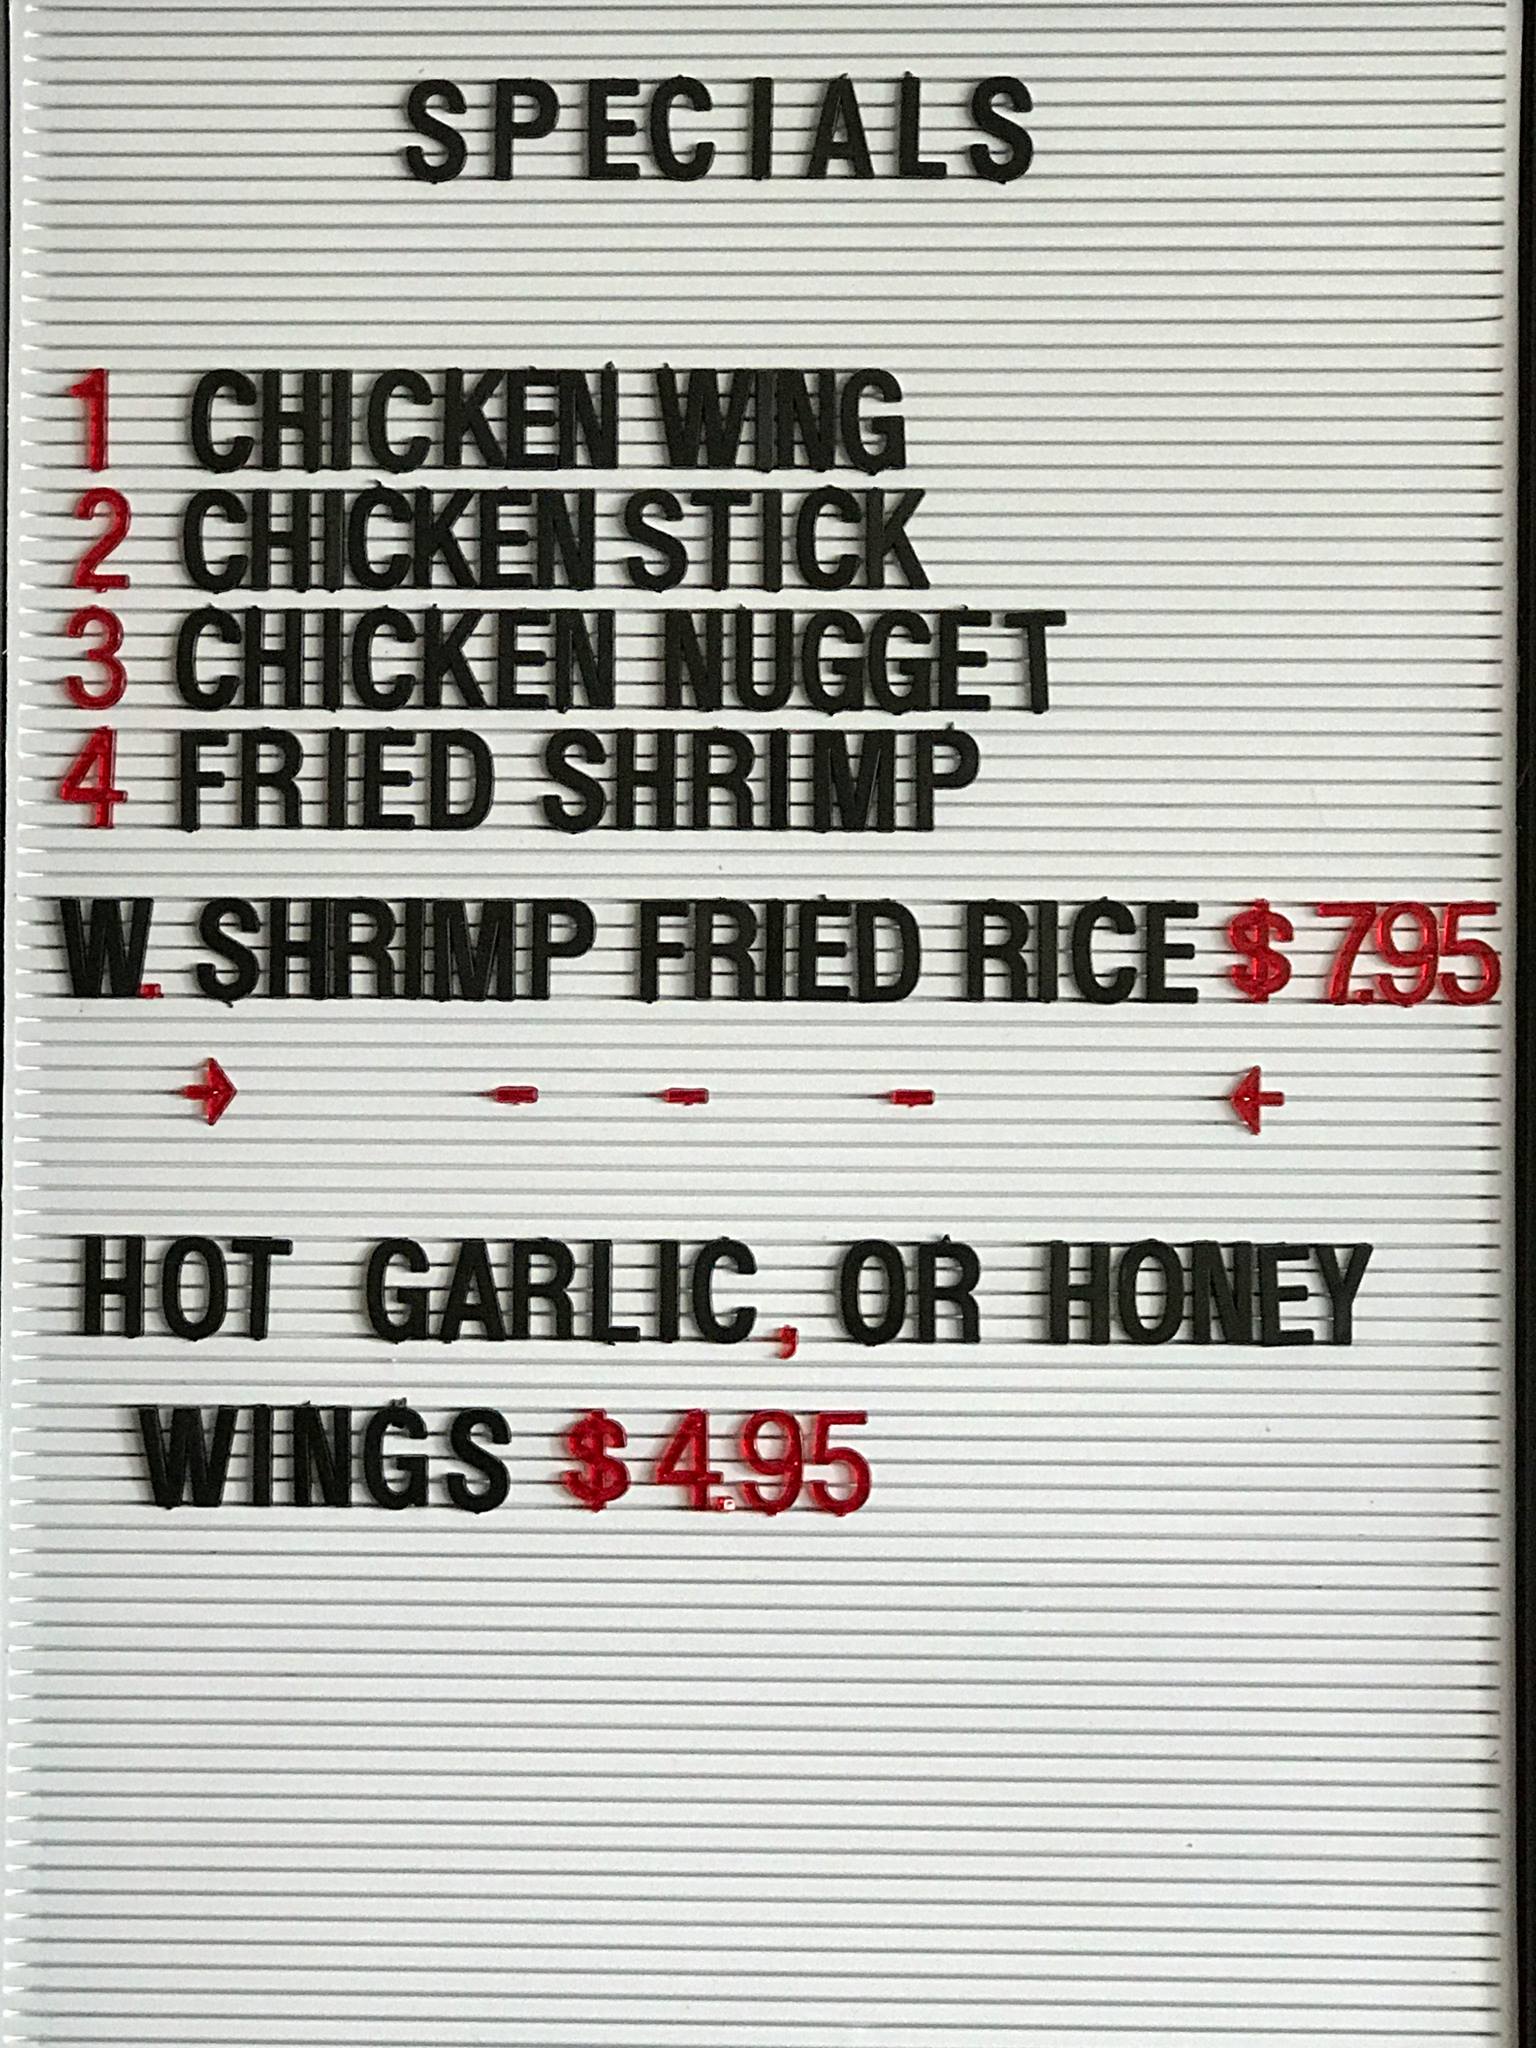 SPECIALS
1 CHICKEN WING
2 CHICKEN STICK
3 CHICKEN NUGGET
4 FRIED SHRIMP
W. SHRIMP FRIED RICE $7.95
→ - - - ←
HOT GARLIC, OR HONEY
WINGS $4.95